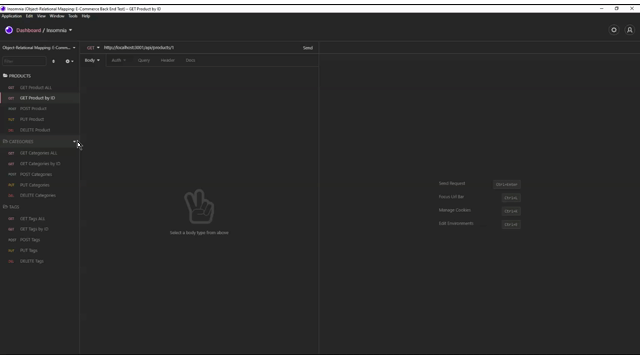 Insomnia (Object-Relational Mapping: E-Commerce Back End Test) – GET Product by ID
Application Edit View Window Tools Help
Dashboard / Insomnia
Object-Relational Mapping: E-Comm...
GET http://localhost:3001/api/products/1 Send
Filter
Body Auth Query Header Docs
PRODUCTS
GET GET Product ALL
GET GET Product by ID
POST POST Product
PUT PUT Product
DEL DELETE Product
CATEGORIES
GET GET Categories ALL
GET GET Categories by ID
POST POST Categories
PUT PUT Categories
DEL DELETE Categories
TAGS
GET GET Tags ALL
GET GET Tags by ID
POST POST Tags
PUT PUT Tags
DEL DELETE Tags
Select a body type from above
Send Request
Focus Url Bar
Manage Cookies
Edit Environments